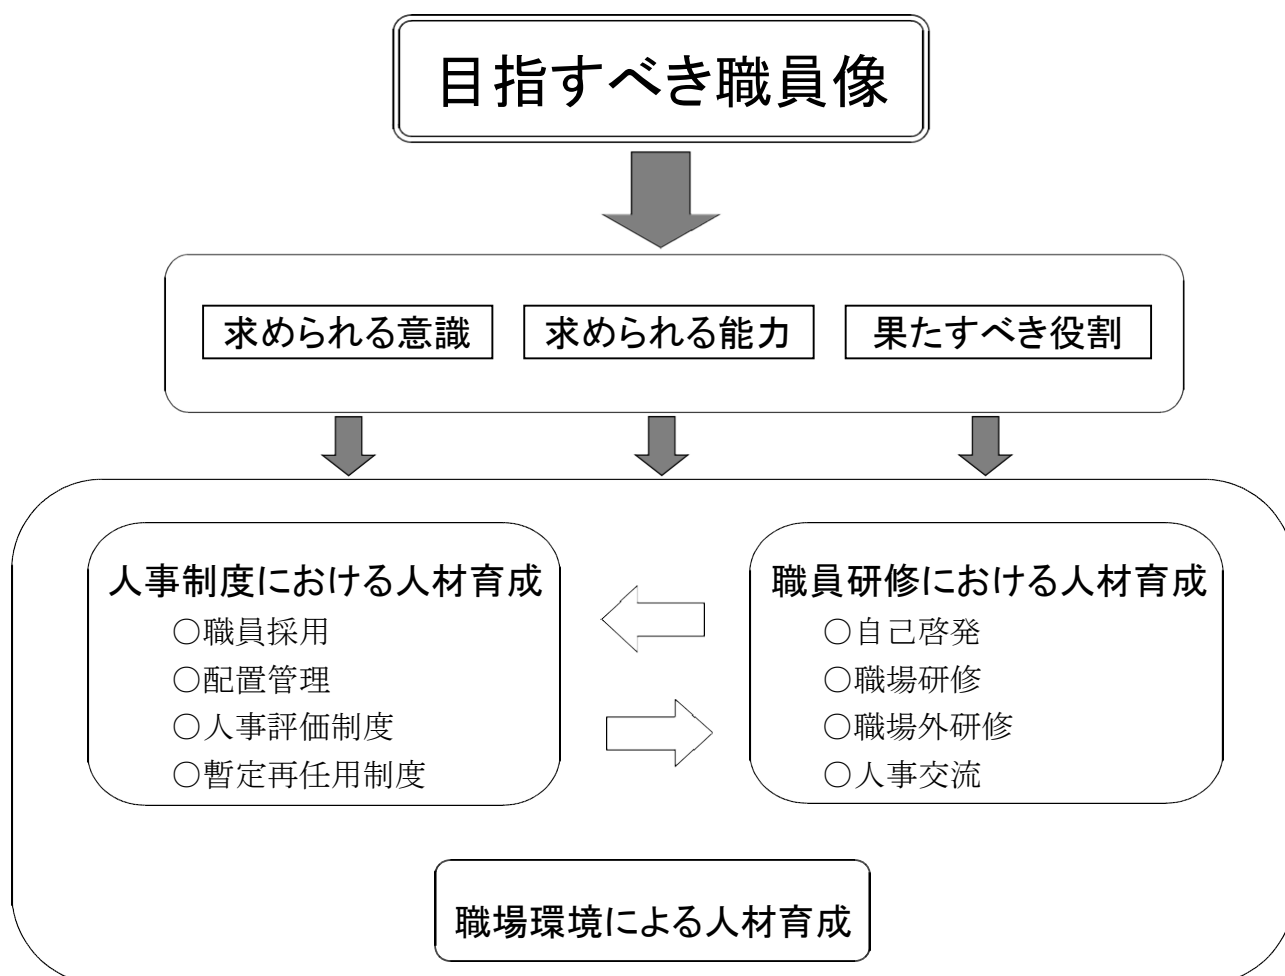 目指すべき職員像
求められる意識
求められる能力
果たすべき役割
人事制度における人材育成
○職員採用
○配置管理
○人事評価制度
○暫定再任用制度
職員研修における人材育成
○自己啓発
○職場研修
○職場外研修
○人事交流
職場環境による人材育成